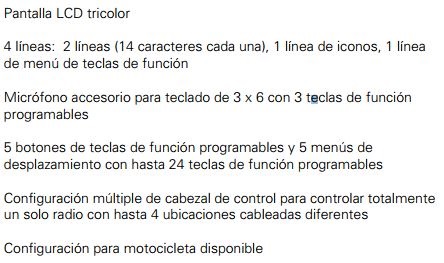 Pantalla LCD tricolor
4 líneas:  2 líneas (14 caracteres cada una), 1 línea de iconos, 1 línea
de menú de teclas de función
Micrófono accesorio para teclado de 3 x 6 con 3 teclas de función
programables
5 botones de teclas de función programables y 5 menús de
desplazamiento con hasta 24 teclas de función programables
Configuración múltiple de cabezal de control para controlar totalmente
un solo radio con hasta 4 ubicaciones cableadas diferentes
Configuración para motocicleta disponible